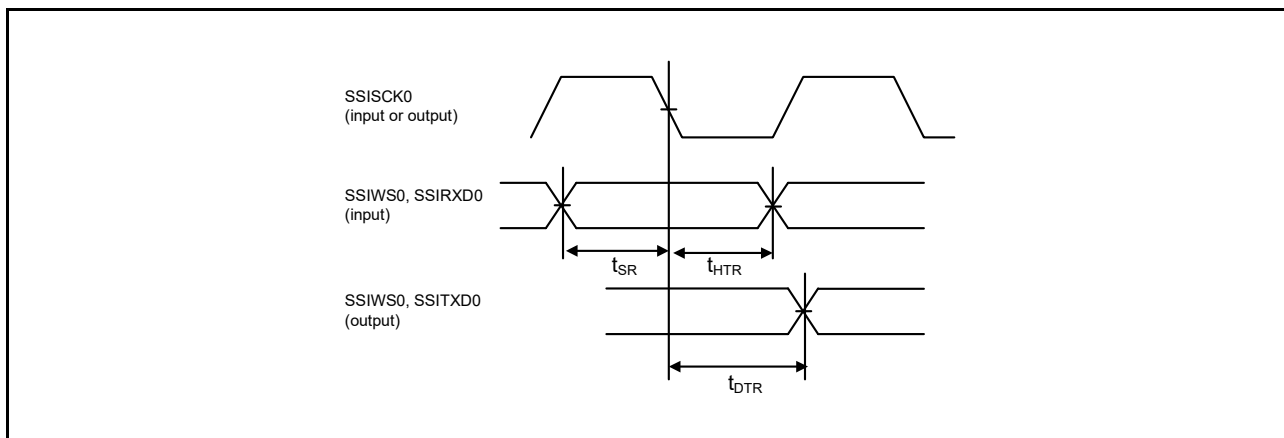 SSISCK0
(input or output)
SSIWS0, SSIRXD0
(input)
tSR
tHTR
SSIWS0, SSITXD0
(output)
tDTR